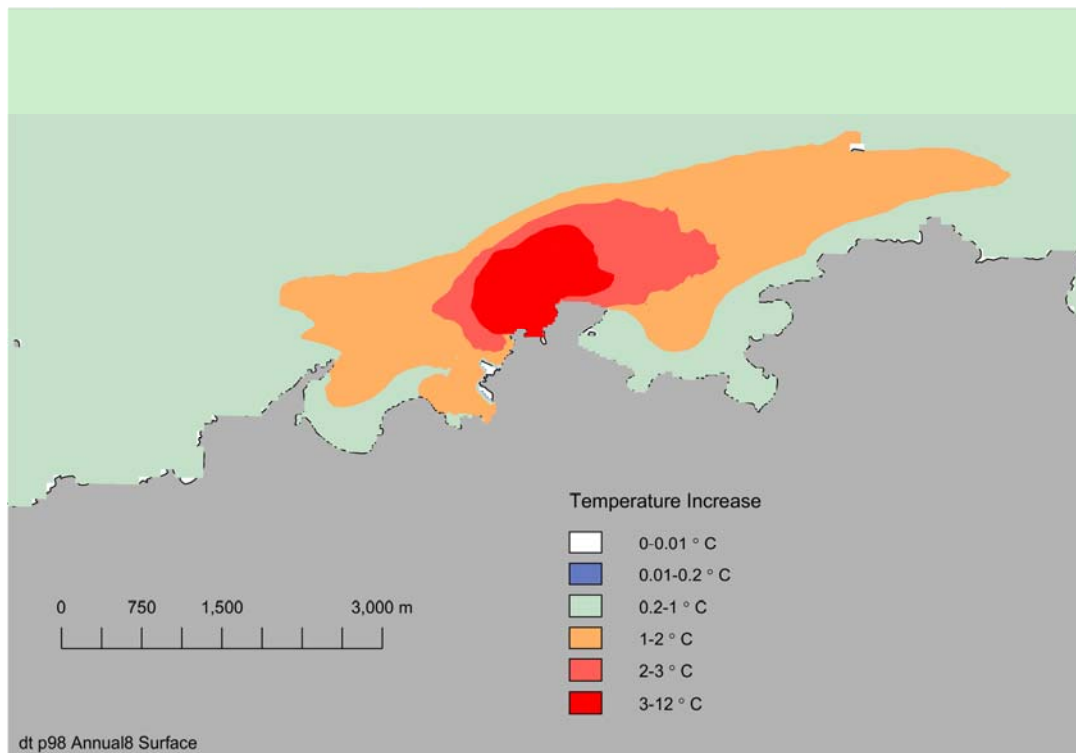 Temperature Increase
0-0.01 ° C
0.01-0.2 ° C
0.2-1 ° C
1-2 ° C
2-3 ° C
3-12 ° C
0 750 1,500 3,000 m
dt p98 Annual8 Surface